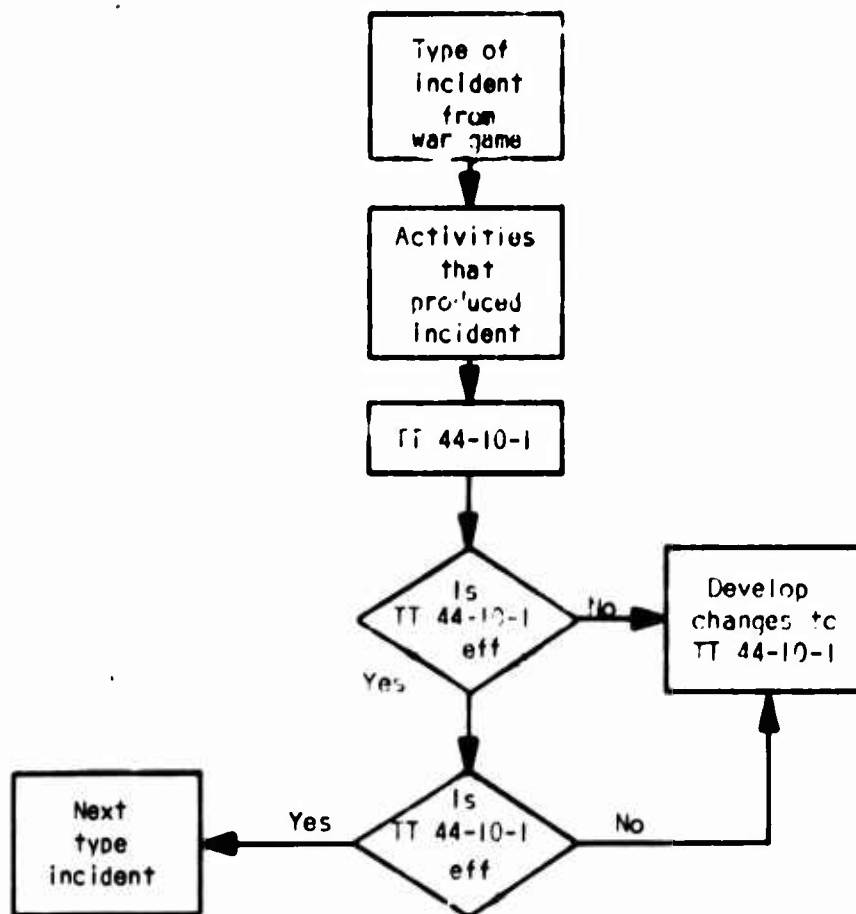 Type of
incident
from
war game
Activities
that
produced
incident
TT 44-10-1
Is
TT 44-10-1
eff
No
Develop
changes to
TT 44-10-1
Yes
Is
TT 44-10-1
eff
Yes
No
Next
type
incident